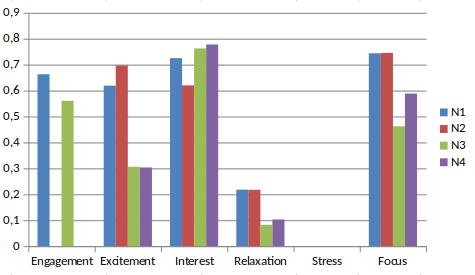 0,9
0,8
0,7
0,6
0,5
0,4
0,3
0,2
0,1
0
Engagement Excitement Interest Relaxation Stress Focus
N1
N2
N3
N4